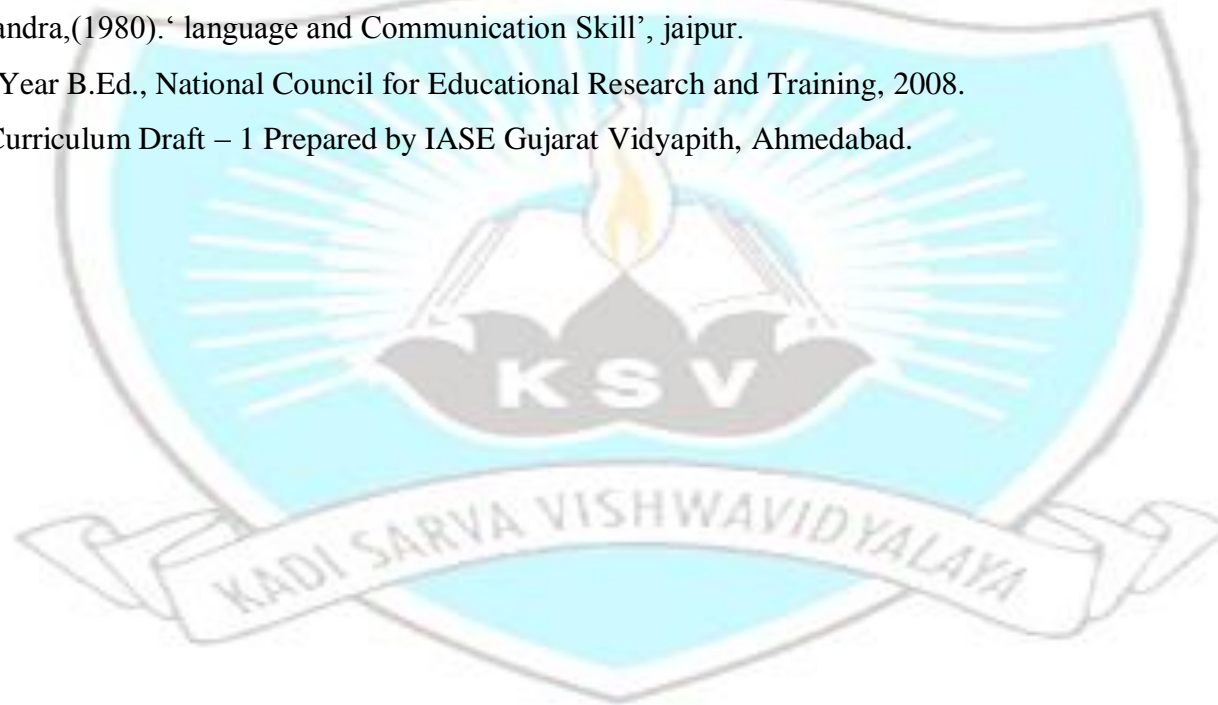 andra,(1980).‘ language and Communication Skill’, jaipur.
Year B.Ed., National Council for Educational Research and Training, 2008.
Curriculum Draft – 1 Prepared by IASE Gujarat Vidyapith, Ahmedabad.
KSV
KADI SARVA VISHWAVIDYALAYA